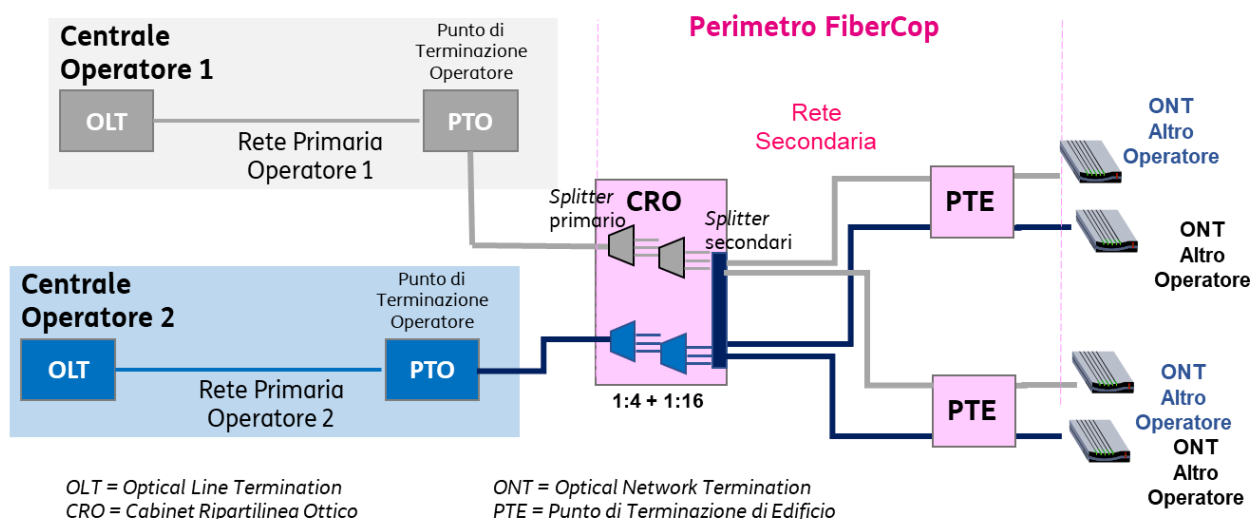 Perimetro FiberCop
Centrale
Operatore 1
Punto di
Terminazione
Operatore
OLT
PTO
Rete Primaria
Operatore 1
Rete
Secondaria
ONT
Altro
Operatore
Splitter
primario
CRO
Splitter
secondari
PTE
ONT
Altro
Operatore
Centrale
Operatore 2
Punto di
Terminazione
Operatore
OLT
PTO
Rete Primaria
Operatore 2
1:4 + 1:16
PTE
ONT
Altro
Operatore
ONT
Altro
Operatore
OLT = Optical Line Termination
ONT = Optical Network Termination
CRO = Cabinet Ripartilinea Ottico
PTE = Punto di Terminazione di Edificio